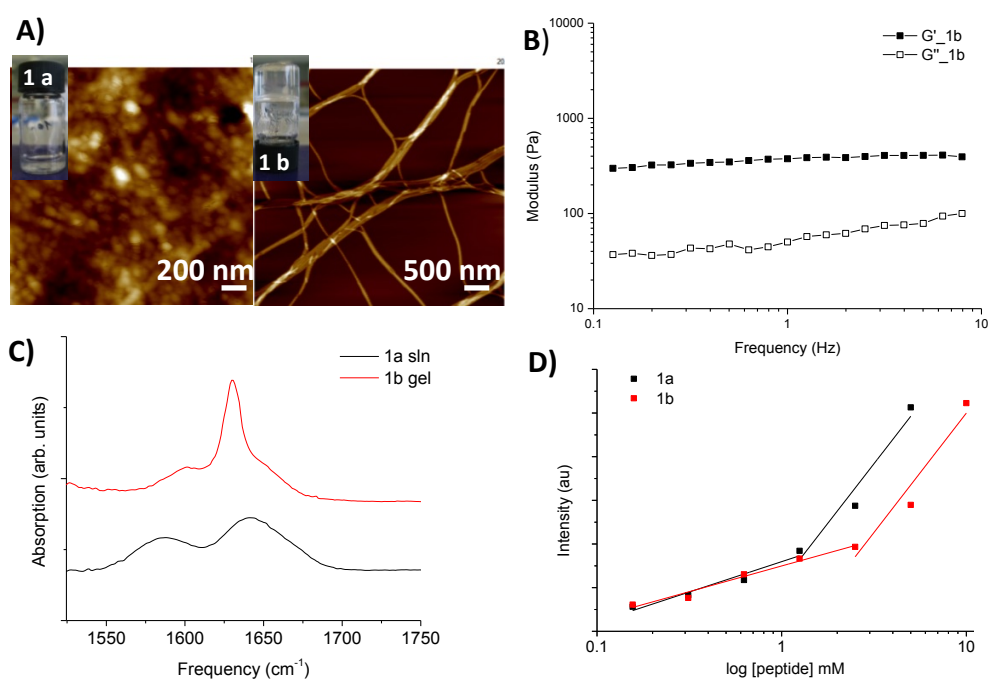 A)
1 a
1
200 nm
20
1 b
500 nm
B)
Modulus (Pa)
10000
1000
100
10
0.1
1
10
Frequency (Hz)
G'_1b
G''_1b
C)
Absorption (arb. units)
1a sln
1b gel
1550
1600
1650
1700
1750
Frequency (cm⁻¹)
D)
Intensity (au)
1a
1b
0.1
1
10
log [peptide] mM